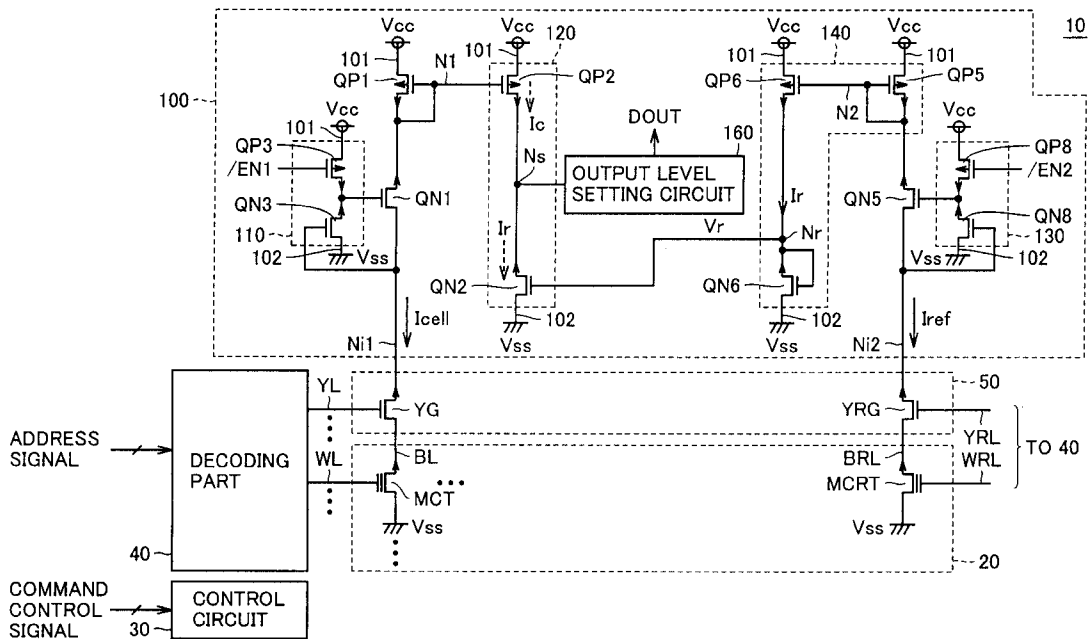 Vcc
Vcc
Vcc
Vcc
10
101
101
120
140
101
101
N1
QP1
QP2
QP6
QP5
N2
100
Vcc
Vcc
101
Ic
DOUT
160
101
QP3
QP8
/EN1
Ns
OUTPUT LEVEL
SETTING CIRCUIT
/EN2
QN3
QN1
Ir
QN5
QN8
110
Ir
Vr
Nr
130
102
Vss
Vss
102
QN2
QN6
Icell
102
102
Iref
Ni1
Vss
Vss
Ni2
50
YL
YG
YRG
YRL
ADDRESS
SIGNAL
DECODING
PART
WL
BL
BRL
WRL
TO 40
MCT
MCRT
Vss
Vss
40
20
COMMAND
CONTROL
SIGNAL
CONTROL
CIRCUIT
30